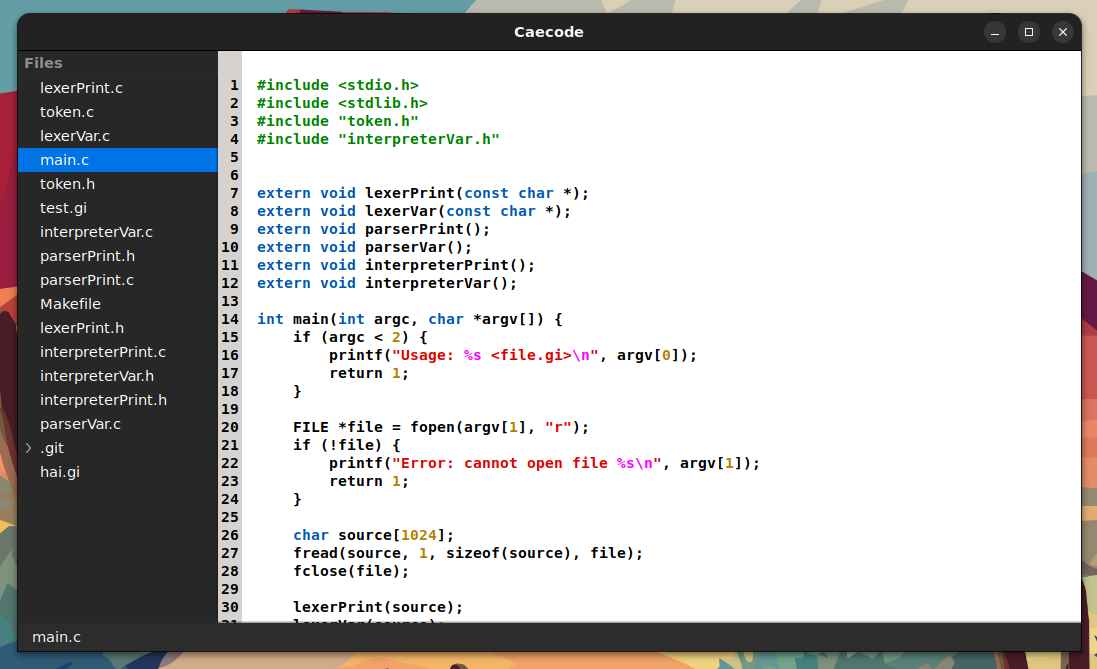 Caecode
Files
lexerPrint.c
token.c
lexerVar.c
main.c
token.h
test.gi
interpreterVar.c
parserPrint.h
parserPrint.c
Makefile
lexerPrint.h
interpreterPrint.c
interpreterVar.h
interpreterPrint.h
parserVar.c
.git
hai.gi
1 #include <stdio.h>
2 #include <stdlib.h>
3 #include "token.h"
4 #include "interpreterVar.h"
5
6
7 extern void lexerPrint(const char *);
8 extern void lexerVar(const char *);
9 extern void parserPrint();
10 extern void parserVar();
11 extern void interpreterPrint();
12 extern void interpreterVar();
13
14 int main(int argc, char *argv[]) {
15     if (argc < 2) {
16         printf("Usage: %s <file.gi>\n", argv[0]);
17         return 1;
18     }
19
20     FILE *file = fopen(argv[1], "r");
21     if (!file) {
22         printf("Error: cannot open file %s\n", argv[1]);
23         return 1;
24     }
25
26     char source[1024];
27     fread(source, 1, sizeof(source), file);
28     fclose(file);
29
30     lexerPrint(source);
31     lexerVar(source);
main.c